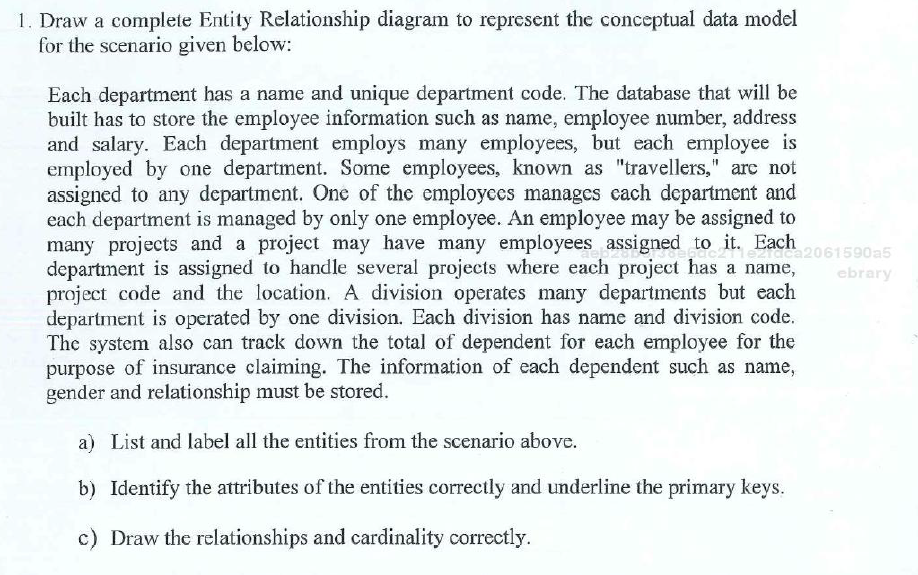 1. Draw a complete Entity Relationship diagram to represent the conceptual data model
for the scenario given below:
Each department has a name and unique department code. The database that will be
built has to store the employee information such as name, employee number, address
and salary. Each department employs many employees, but each employee is
employed by one department. Some employees, known as "travellers," are not
assigned to any department. One of the employees manages each department and
each department is managed by only one employee. An employee may be assigned to
many projects and a project may have many employees assigned to it. Each
department is assigned to handle several projects where each project has a name,
project code and the location. A division operates many departments but each
department is operated by one division. Each division has name and division code.
The system also can track down the total of dependent for each employee for the
purpose of insurance claiming. The information of each dependent such as name,
gender and relationship must be stored.
a) List and label all the entities from the scenario above.
b) Identify the attributes of the entities correctly and underline the primary keys.
c) Draw the relationships and cardinality correctly.
ebrary